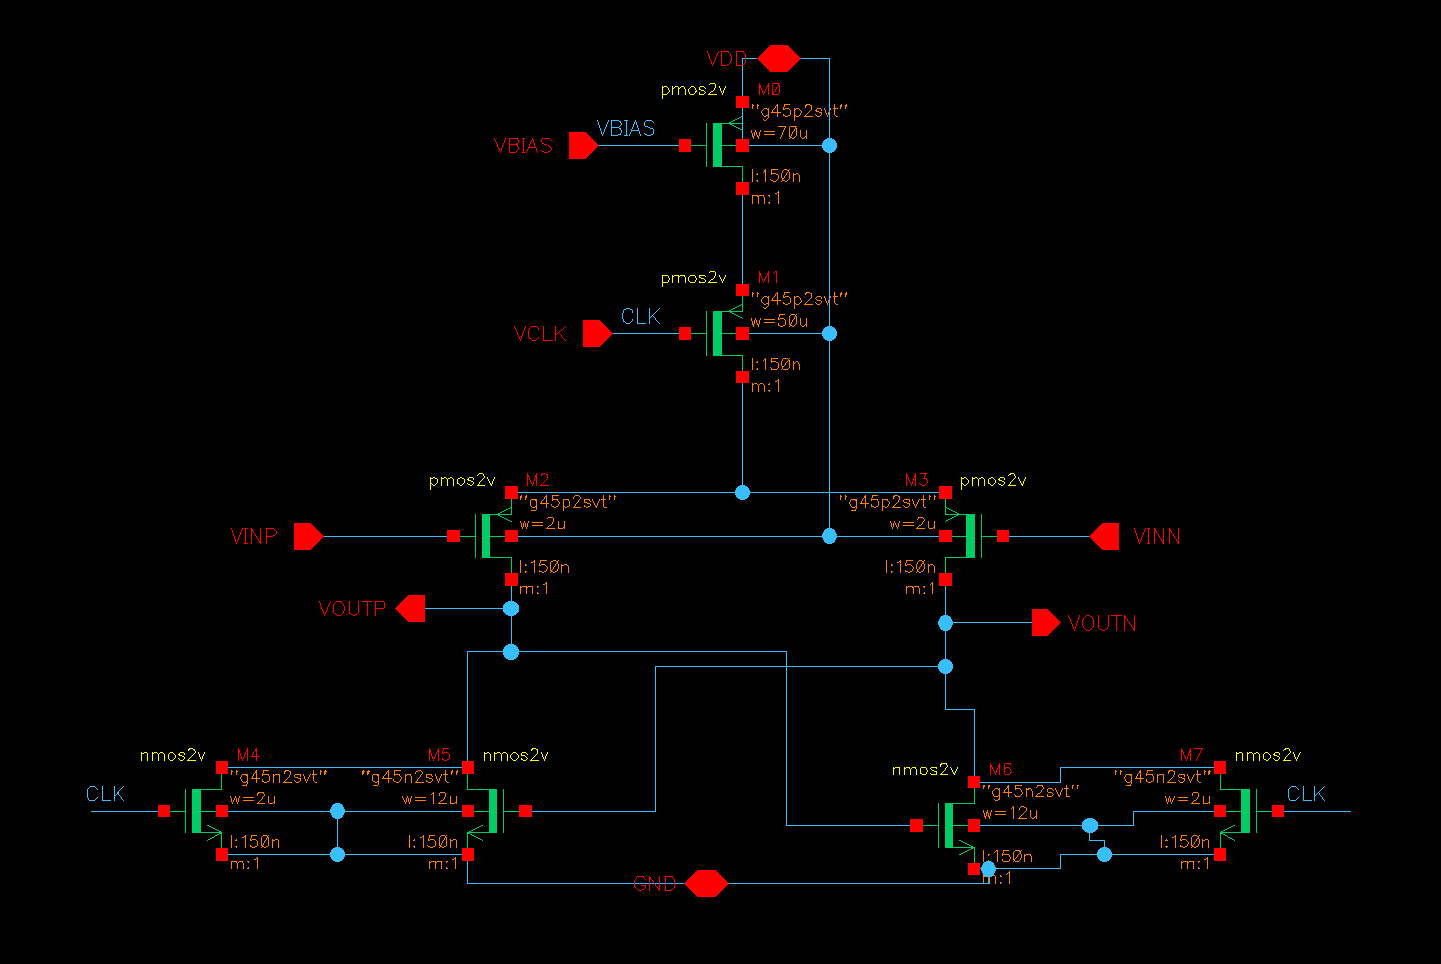 VDD
pmos2v
M0
"g45p2svt"
w=70u
l:150n
m:1
VBIAS
VBIAS
pmos2v
M1
"g45p2svt"
w=50u
l:150n
m:1
VCLK
CLK
pmos2v
M2
"g45p2svt"
w=2u
l:150n
m:1
M3
pmos2v
"g45p2svt"
w=2u
l:150n
m:1
VINP
VINN
VOUTP
VOUTN
nmos2v
M4
"g45n2svt"
w=2u
l:150n
m:1
CLK
M5
nmos2v
"g45n2svt"
w=12u
l:150n
m:1
nmos2v
M6
"g45n2svt"
w=12u
l:150n
m:1
M7
nmos2v
"g45n2svt"
w=2u
l:150n
m:1
CLK
GND